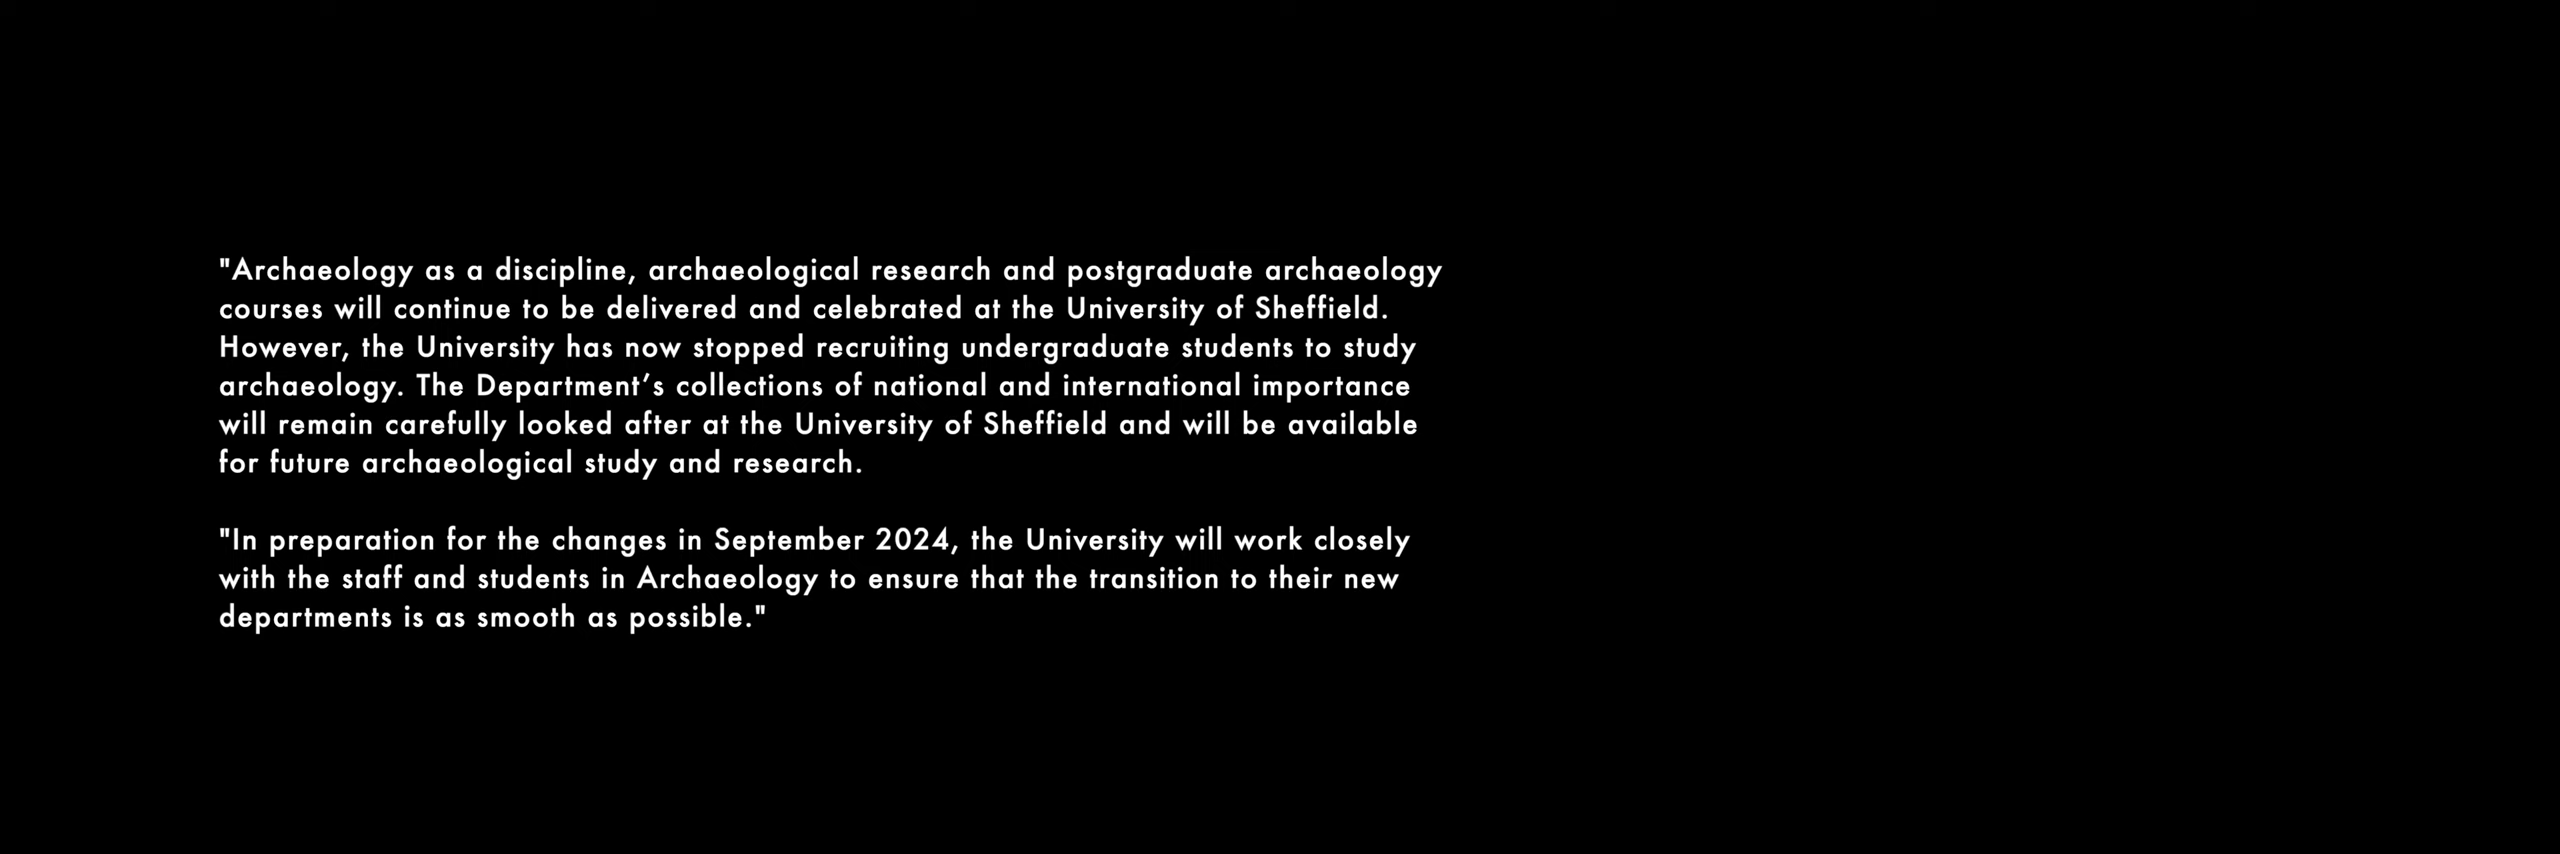 "Archaeology as a discipline, archaeological research and postgraduate archaeology
courses will continue to be delivered and celebrated at the University of Sheffield.
However, the University has now stopped recruiting undergraduate students to study
archaeology. The Department’s collections of national and international importance
will remain carefully looked after at the University of Sheffield and will be available
for future archaeological study and research.
"In preparation for the changes in September 2024, the University will work closely
with the staff and students in Archaeology to ensure that the transition to their new
departments is as smooth as possible."